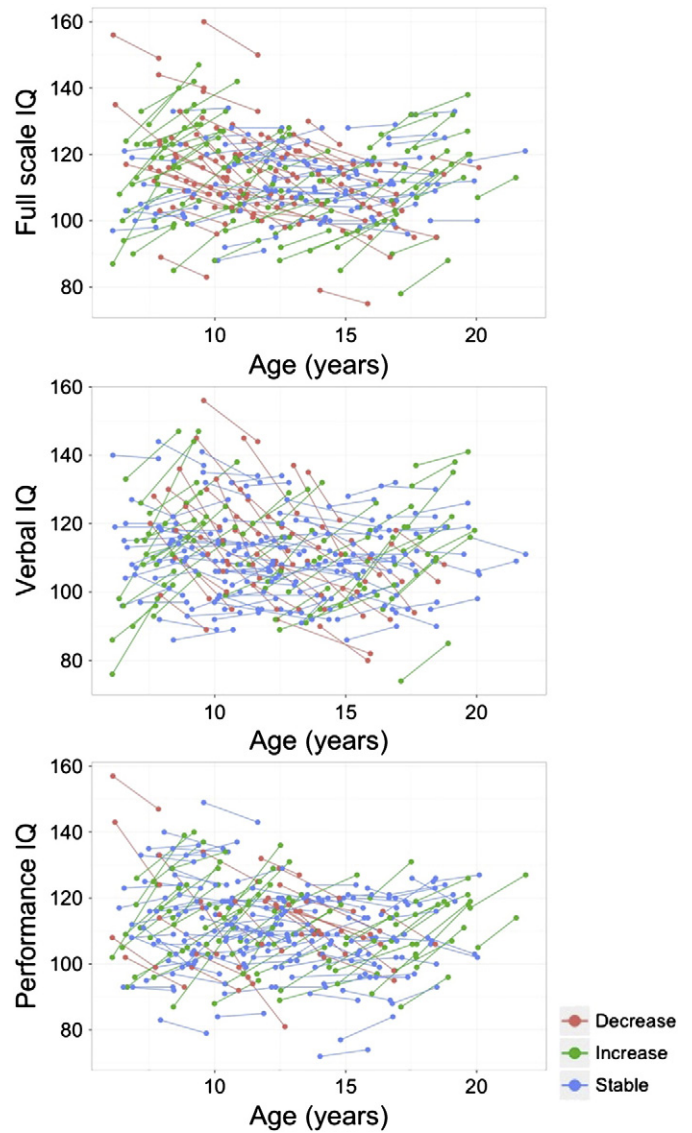 160
140
120
100
80
Full scale IQ
10 15 20
Age (years)
160
140
120
100
80
Verbal IQ
10 15 20
Age (years)
160
140
120
100
80
Performance IQ
10 15 20
Age (years)
Decrease
Increase
Stable